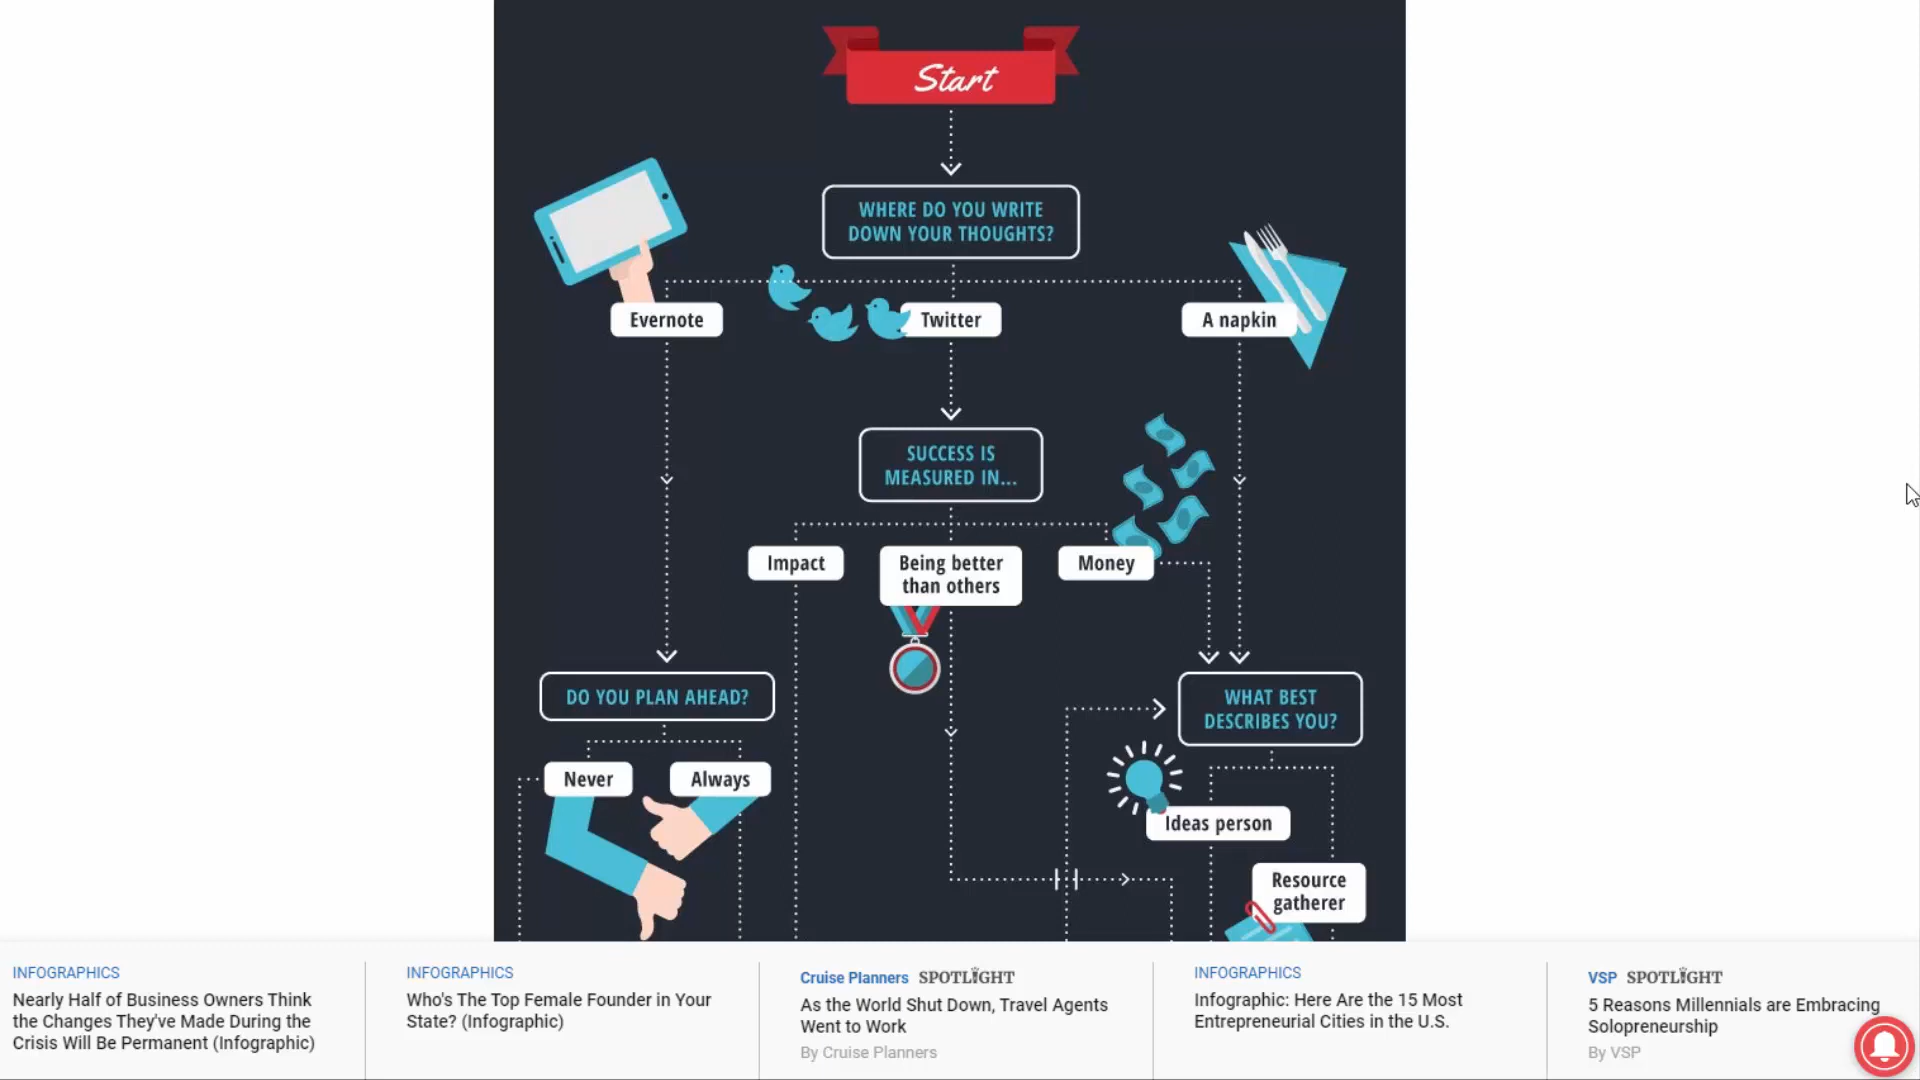 Start
WHERE DO YOU WRITE
DOWN YOUR THOUGHTS?
Evernote
Twitter
A napkin
SUCCESS IS
MEASURED IN...
Impact
Being better
than others
Money
DO YOU PLAN AHEAD?
WHAT BEST
DESCRIBES YOU?
Never
Always
Ideas person
Resource
gatherer
INFOGRAPHICS
Nearly Half of Business Owners Think
the Changes They've Made During the
Crisis Will Be Permanent (Infographic)
INFOGRAPHICS
Who's The Top Female Founder in Your
State? (Infographic)
Cruise Planners SPOTLIGHT
As the World Shut Down, Travel Agents
Went to Work
By Cruise Planners
INFOGRAPHICS
Infographic: Here Are the 15 Most
Entrepreneurial Cities in the U.S.
VSP SPOTLIGHT
5 Reasons Millennials are Embracing
Solopreneurship
By VSP